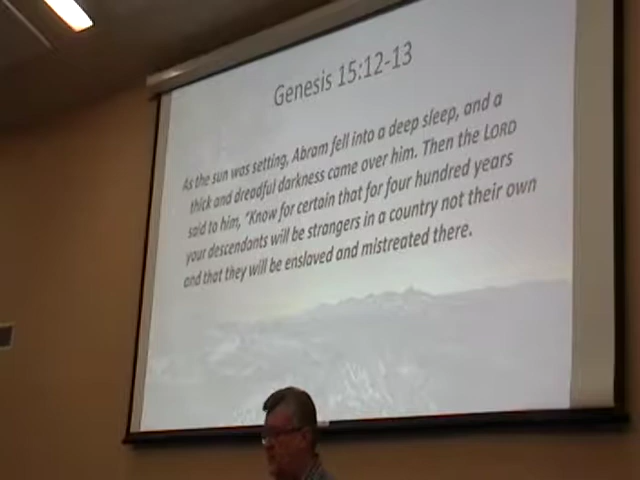 Genesis 15:12-13
As the sun was setting, Abram fell into a deep sleep, and a
thick and dreadful darkness came over him. Then the LORD
said to him, "Know for certain that for four hundred years
your descendants will be strangers in a country not their own
and that they will be enslaved and mistreated there.